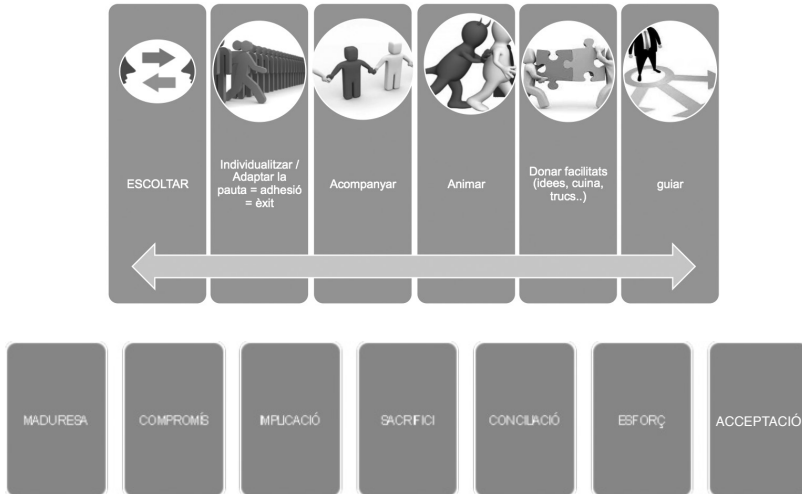 ESCOLTAR
Individualitzar /
Adaptar la
pauta = adhesió
= èxit
Acompanyar
Animar
Donar facilitats
(idees, cuina,
trucs..)
guiar
MADURESA
COMPROMÍS
IMPLICACIÓ
SACRIFICI
CONCILIACIÓ
ESFORÇ
ACCEPTACIÓ